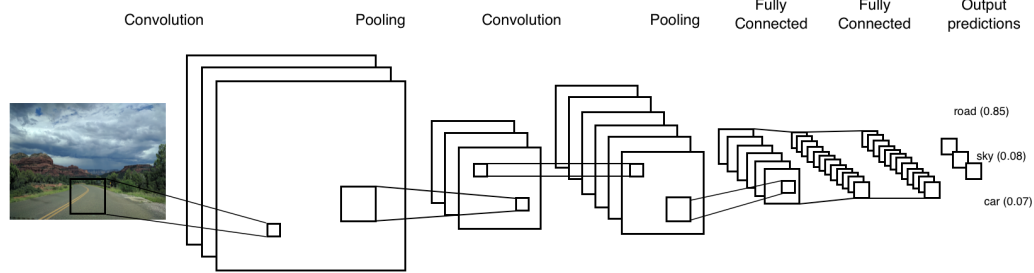 Convolution
Pooling
Convolution
Pooling
Fully
Connected
Fully
Connected
Output
predictions
road (0.85)
sky (0.08)
car (0.07)